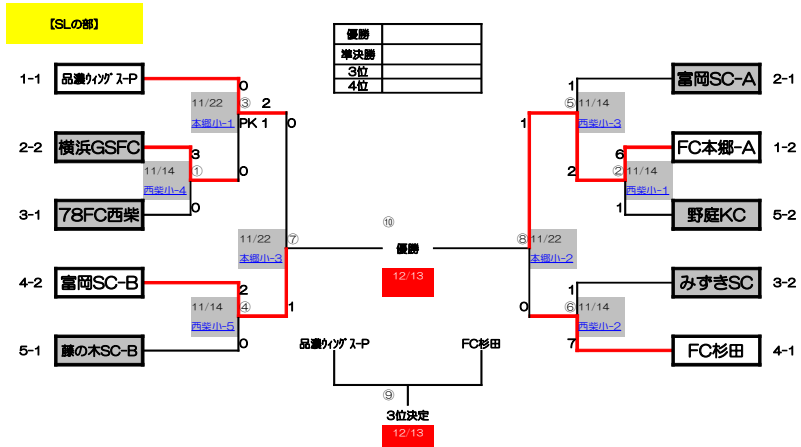 【SLの部】
優勝
準決勝
3位
4位
1-1 品濃ｳｨﾝｸﾞｽ-P
0
11/22 ③ 2
本郷小-1 PK 1 0
2-2 横浜GSFC
3
11/14 ① 0
西柴小-4
3-1 78FC西柴
0
11/22 ⑦
本郷小-3
4-2 富岡SC-B
2
11/14 ④ 1
西柴小-5
5-1 藤の木SC-B
0
⑩
優勝
12/13
品濃ｳｨﾝｸﾞｽ-P FC杉田
⑨
3位決定
12/13
1 富岡SC-A 2-1
⑤ 11/14
1 西柴小-3
6 FC本郷-A 1-2
2 ② 11/14
西柴小-1
1 野庭KC 5-2
⑧ 11/22
本郷小-2
1 みずきSC 3-2
0 ⑥ 11/14
西柴小-2
7 FC杉田 4-1